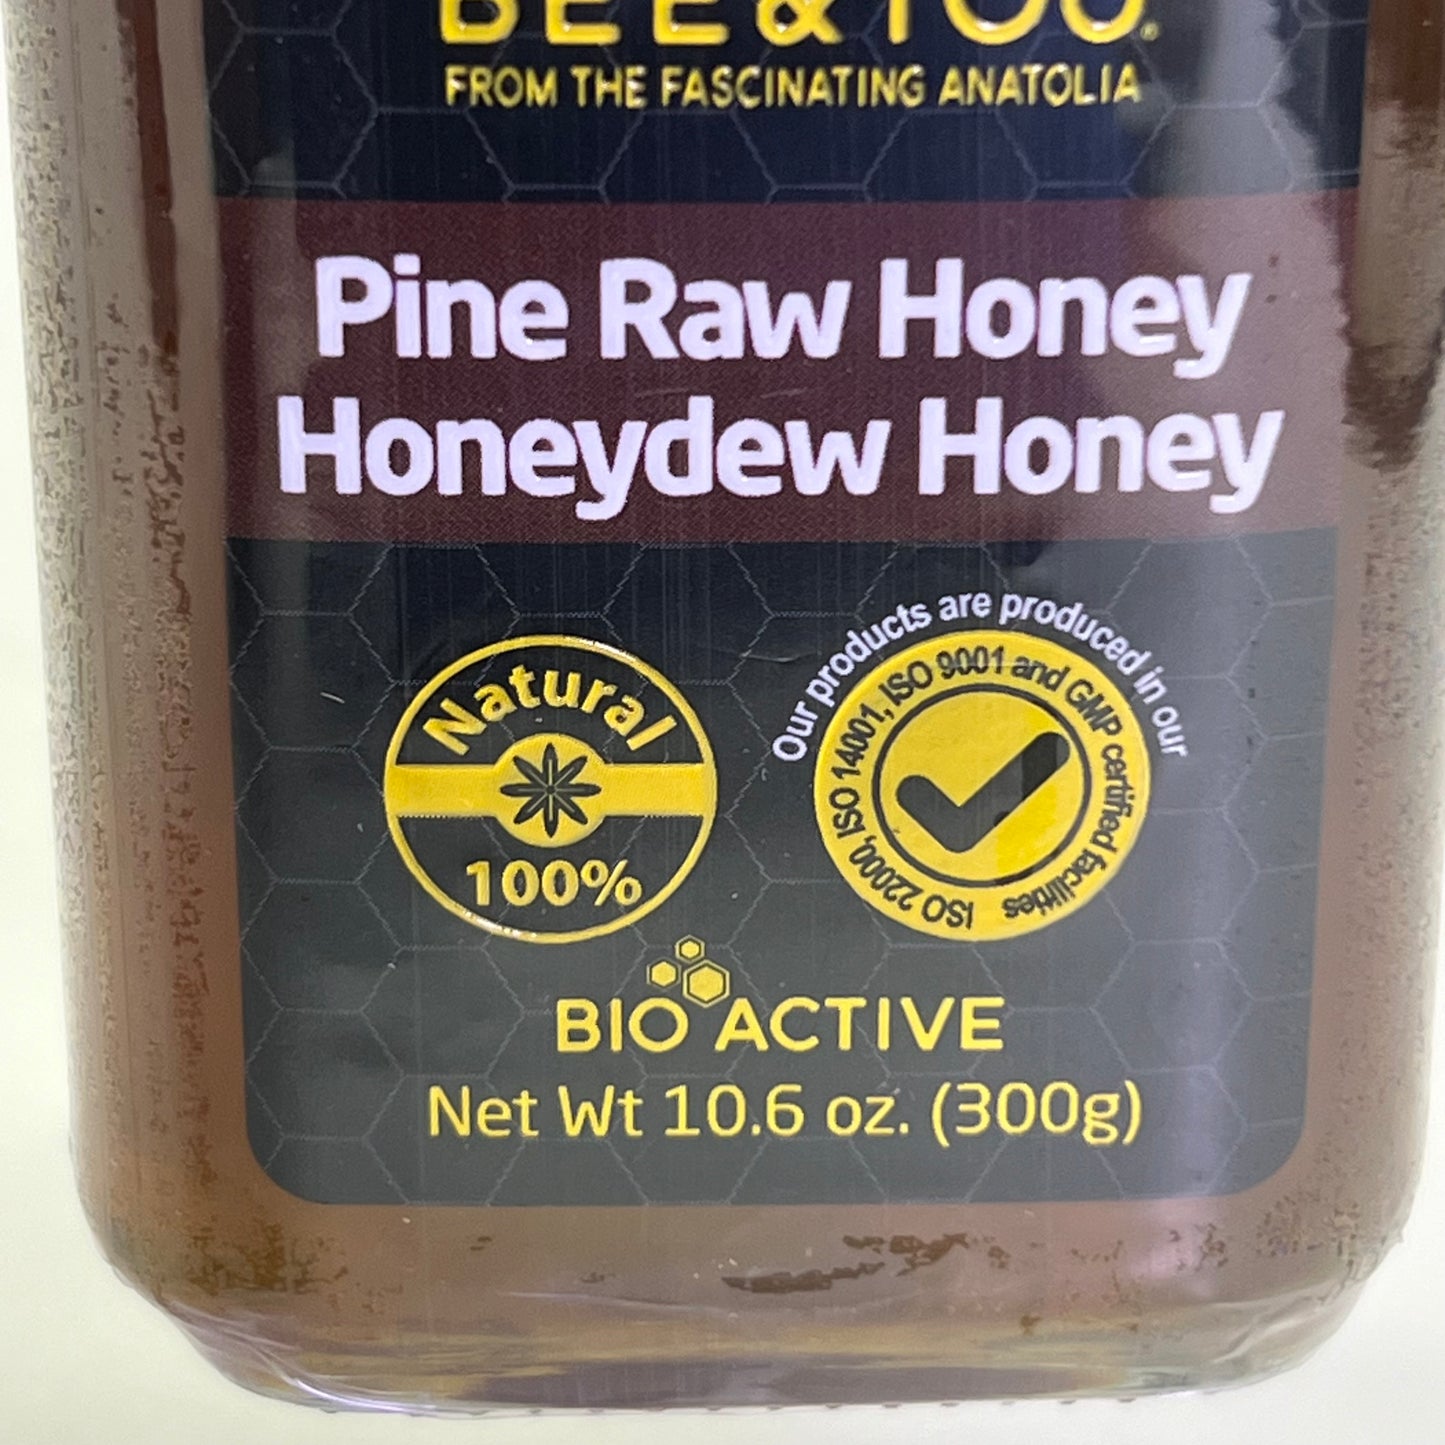 BEE&YOU®
FROM THE FASCINATING ANATOLIA
Pine Raw Honey
Honeydew Honey
Natural
100%
Our products are produced in our
ISO 22000, ISO 14001, ISO 9001 and GMP certified facilities
BIO ACTIVE
Net Wt 10.6 oz. (300g)